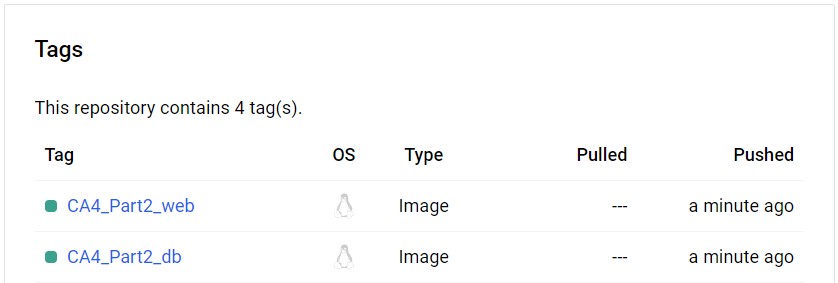 Tags
This repository contains 4 tag(s).
Tag OS Type Pulled Pushed
CA4_Part2_web Image --- a minute ago
CA4_Part2_db Image --- a minute ago